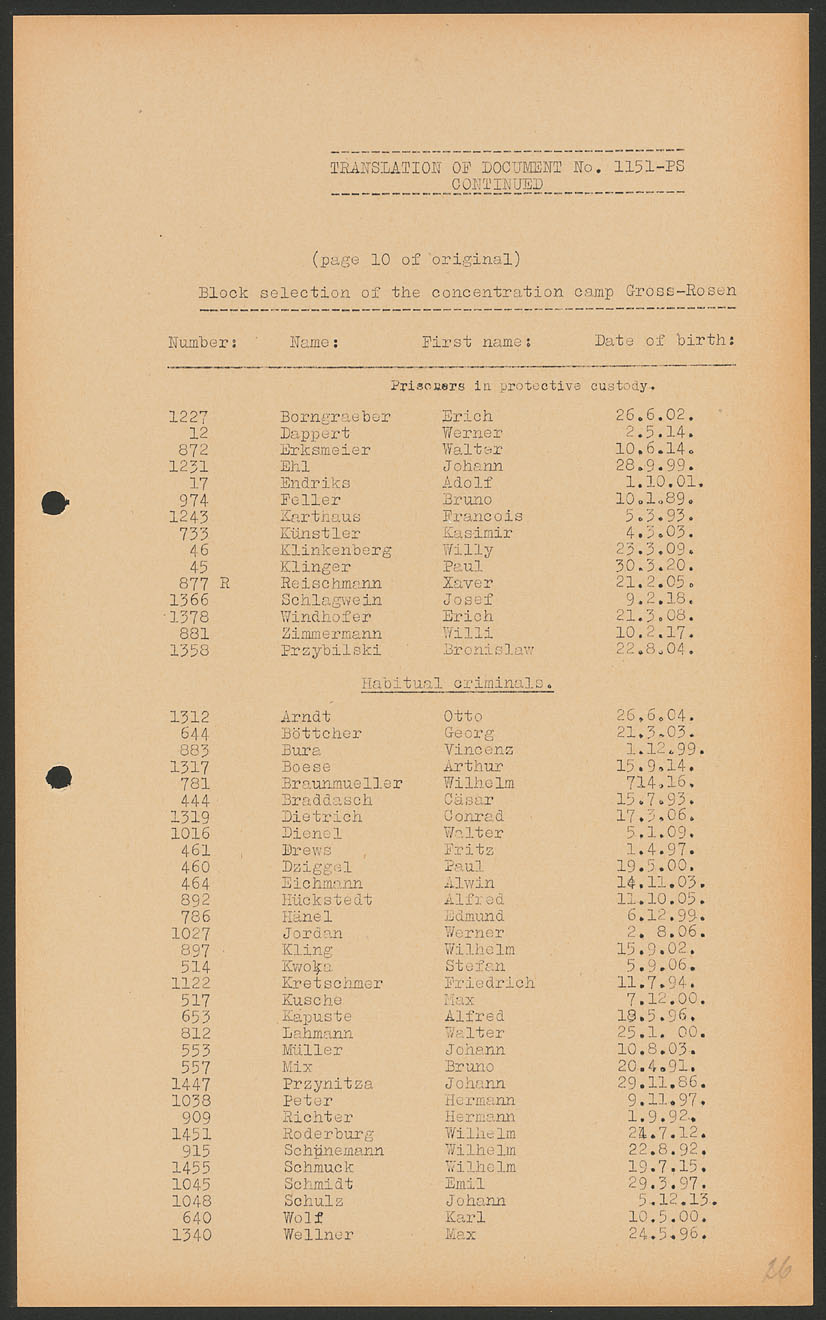 TRANSLATION OF DOCUMENT No. 1151-PS
CONTINUED
(page 10 of original)
Block selection of the concentration camp Gross-Rosen
Number: Name: First name: Date of birth:
Prisoners in protective custody.
1227 Borngraeber Erich 26.6.02.
12 Dappert Werner 2.5.14.
872 Erksmeier Walter 10.6.14.
1231 Ehl Johann 28.9.99.
17 Endriks Adolf 1.10.01.
974 Feller Bruno 10.1.89.
1243 Karthaus Francois 5.3.93.
733 Künstler Kasimir 4.3.03.
46 Klinkenberg Willy 23.3.09.
45 Klinger Paul 30.3.20.
877 R Reischmann Xaver 21.2.05.
1366 Schlagwein Josef 9.2.18.
1378 Windhofer Erich 21.3.08.
881 Zimmermann Willi 10.2.17.
1358 Przybilski Bronislaw 22.8.04.
Habitual criminals.
1312 Arndt Otto 26.6.04.
644 Böttcher Georg 21.3.03.
883 Bura Vincenz 1.12.99.
1317 Boese Arthur 15.9.14.
781 Braunmueller Wilhelm 714.16.
444 Braddasch Cäsar 15.7.93.
1319 Dietrich Conrad 17.3.06.
1016 Dienel Walter 5.1.09.
461 Drews Fritz 1.4.97.
460 Dziggel Paul 19.5.00.
464 Eichmann Alwin 14.11.03.
892 Hückstedt Alfred 11.10.05.
786 Hänel Edmund 6.12.99.
1027 Jordan Werner 2. 8.06.
897 Kling Wilhelm 15.9.02.
514 Kwoka Stefan 5.9.06.
1122 Kretschmer Friedrich 11.7.94.
517 Kusche Max 7.12.00.
653 Kapuste Alfred 18.5.96.
812 Lahmann Walter 25.1. 00.
553 Müller Johann 10.8.03.
557 Mix Bruno 20.4.91.
1447 Przynitza Johann 29.11.86.
1038 Peter Hermann 9.11.97.
909 Richter Hermann 1.9.92.
1451 Roderburg Wilhelm 24.7.12.
915 Schünemann Wilhelm 22.8.92.
1455 Schmuck Wilhelm 19.7.15.
1045 Schmidt Emil 29.3.97.
1048 Schulz Johann 5.12.13.
640 Wolf Karl 10.5.00.
1340 Wellner Max 24.5.96.
26